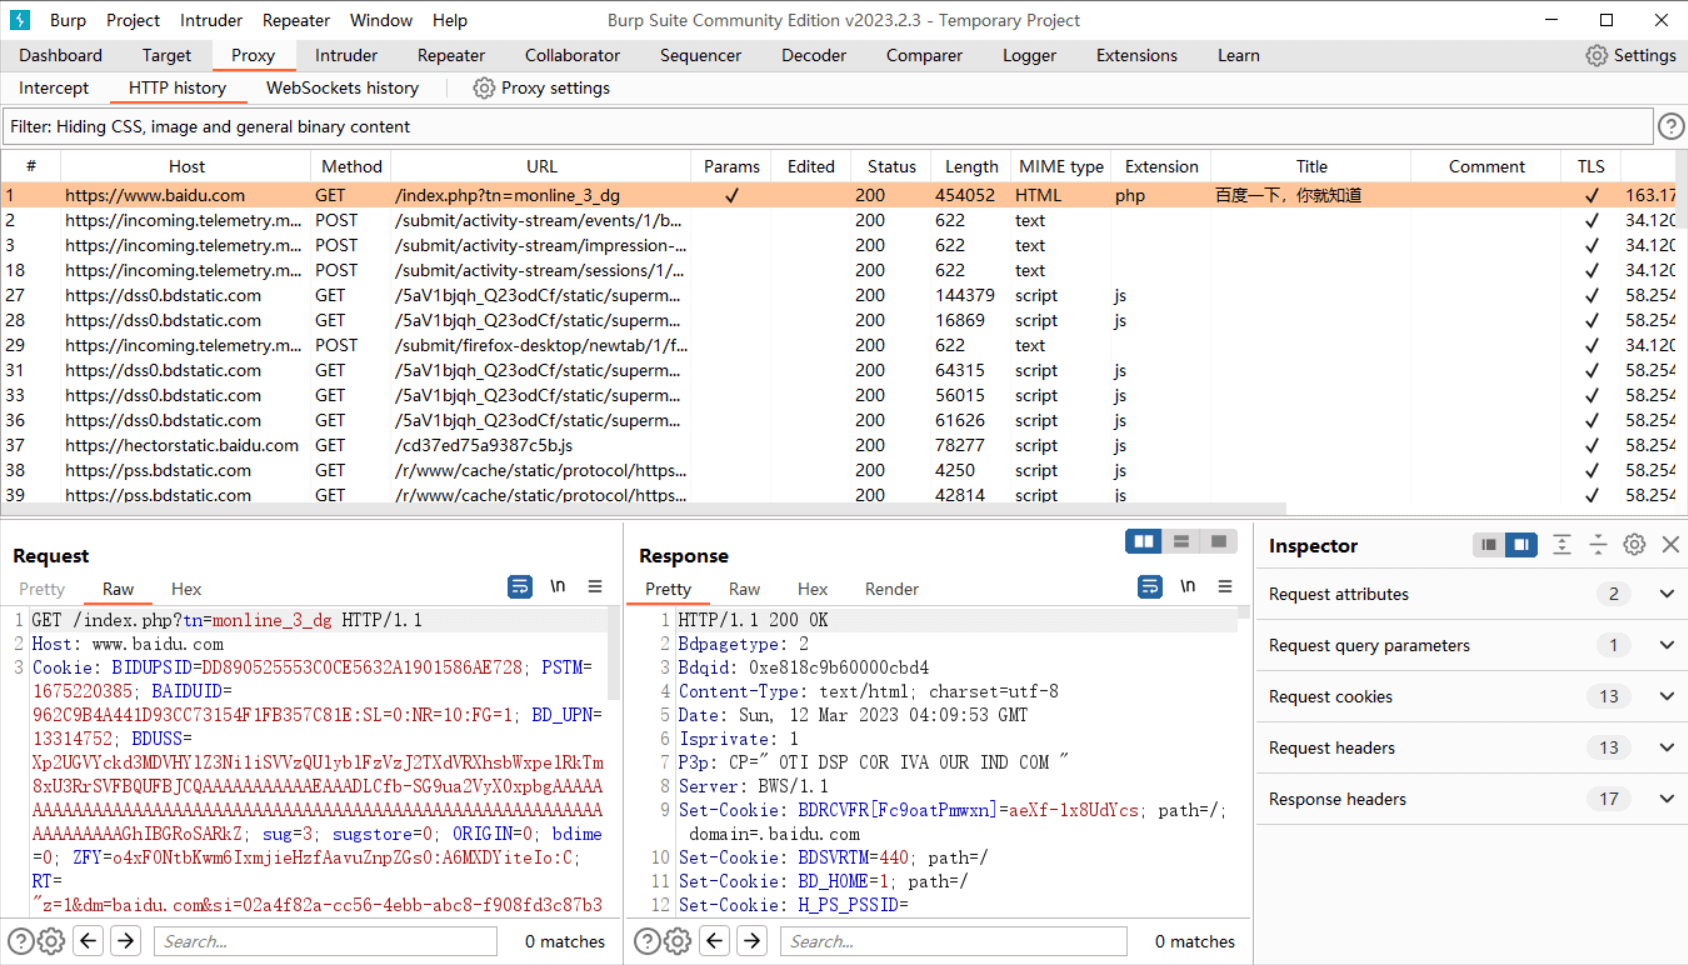 Burp Project Intruder Repeater Window Help Burp Suite Community Edition v2023.2.3 - Temporary Project
Dashboard Target Proxy Intruder Repeater Collaborator Sequencer Decoder Comparer Logger Extensions Learn Settings
Intercept HTTP history WebSockets history Proxy settings
Filter: Hiding CSS, image and general binary content
# Host Method URL Params Edited Status Length MIME type Extension Title Comment TLS
1 https://www.baidu.com GET /index.php?tn=monline_3_dg ✓ 200 454052 HTML php 百度一下，你就知道 ✓ 163.17
2 https://incoming.telemetry.m... POST /submit/activity-stream/events/1/b... 200 622 text ✓ 34.120
3 https://incoming.telemetry.m... POST /submit/activity-stream/impression-... 200 622 text ✓ 34.120
18 https://incoming.telemetry.m... POST /submit/activity-stream/sessions/1/... 200 622 text ✓ 34.120
27 https://dss0.bdstatic.com GET /5aV1bjqh_Q23odCf/static/superm... 200 144379 script js ✓ 58.254
28 https://dss0.bdstatic.com GET /5aV1bjqh_Q23odCf/static/superm... 200 16869 script js ✓ 58.254
29 https://incoming.telemetry.m... POST /submit/firefox-desktop/newtab/1/f... 200 622 text ✓ 34.120
31 https://dss0.bdstatic.com GET /5aV1bjqh_Q23odCf/static/superm... 200 64315 script js ✓ 58.254
33 https://dss0.bdstatic.com GET /5aV1bjqh_Q23odCf/static/superm... 200 56015 script js ✓ 58.254
36 https://dss0.bdstatic.com GET /5aV1bjqh_Q23odCf/static/superm... 200 61626 script js ✓ 58.254
37 https://hectorstatic.baidu.com GET /cd37ed75a9387c5b.js 200 78277 script js ✓ 58.254
38 https://pss.bdstatic.com GET /r/www/cache/static/protocol/https... 200 4250 script js ✓ 58.254
39 https://pss.bdstatic.com GET /r/www/cache/static/protocol/https... 200 42814 script js ✓ 58.254
Request
Pretty Raw Hex \n
1 GET /index.php?tn=monline_3_dg HTTP/1.1
2 Host: www.baidu.com
3 Cookie: BIDUPSID=DD890525553C0CE5632A1901586AE728; PSTM=
1675220385; BAIDUID=
962C9B4A441D93CC73154F1FB357C81E:SL=0:NR=10:FG=1; BD_UPN=
13314752; BDUSS=
Xp2UGVYckd3MDVHY1Z3Ni1iSVVzQUlyb1FzVzJ2TXdVRXhsbWxpelRkTm
8xU3RrSVFBQUFBJCQAAAAAAAAAAAEAAADLCfb-SG9ua2VyX0xpbgAAAAA
AAAAAAAAAAAAAAAAAAAAAAAAAAAAAAAAAAAAAAAAAAAAAAAAAAAAAAAAA
AAAAAAAAAGhIBGRoSARkZ; sug=3; sugstore=0; ORIGIN=0; bdime
=0; ZFY=o4xF0NtbKwm6IxmjieHzfAavuZnpZGs0:A6MXDYiteIo:C;
RT=
"z=1&dm=baidu.com&si=02a4f82a-cc56-4ebb-abc8-f908fd3c87b3
Search... 0 matches
Response
Pretty Raw Hex Render \n
1 HTTP/1.1 200 OK
2 Bdpagetype: 2
3 Bdqid: 0xe818c9b60000cbd4
4 Content-Type: text/html; charset=utf-8
5 Date: Sun, 12 Mar 2023 04:09:53 GMT
6 Isprivate: 1
7 P3p: CP=" OTI DSP COR IVA OUR IND COM "
8 Server: BWS/1.1
9 Set-Cookie: BDRCVFR[Fc9oatPmwxn]=aeXf-1x8UdYcs; path=/;
domain=.baidu.com
10 Set-Cookie: BDSVRTM=440; path=/
11 Set-Cookie: BD_HOME=1; path=/
12 Set-Cookie: H_PS_PSSID=
Search... 0 matches
Inspector
Request attributes 2
Request query parameters 1
Request cookies 13
Request headers 13
Response headers 17